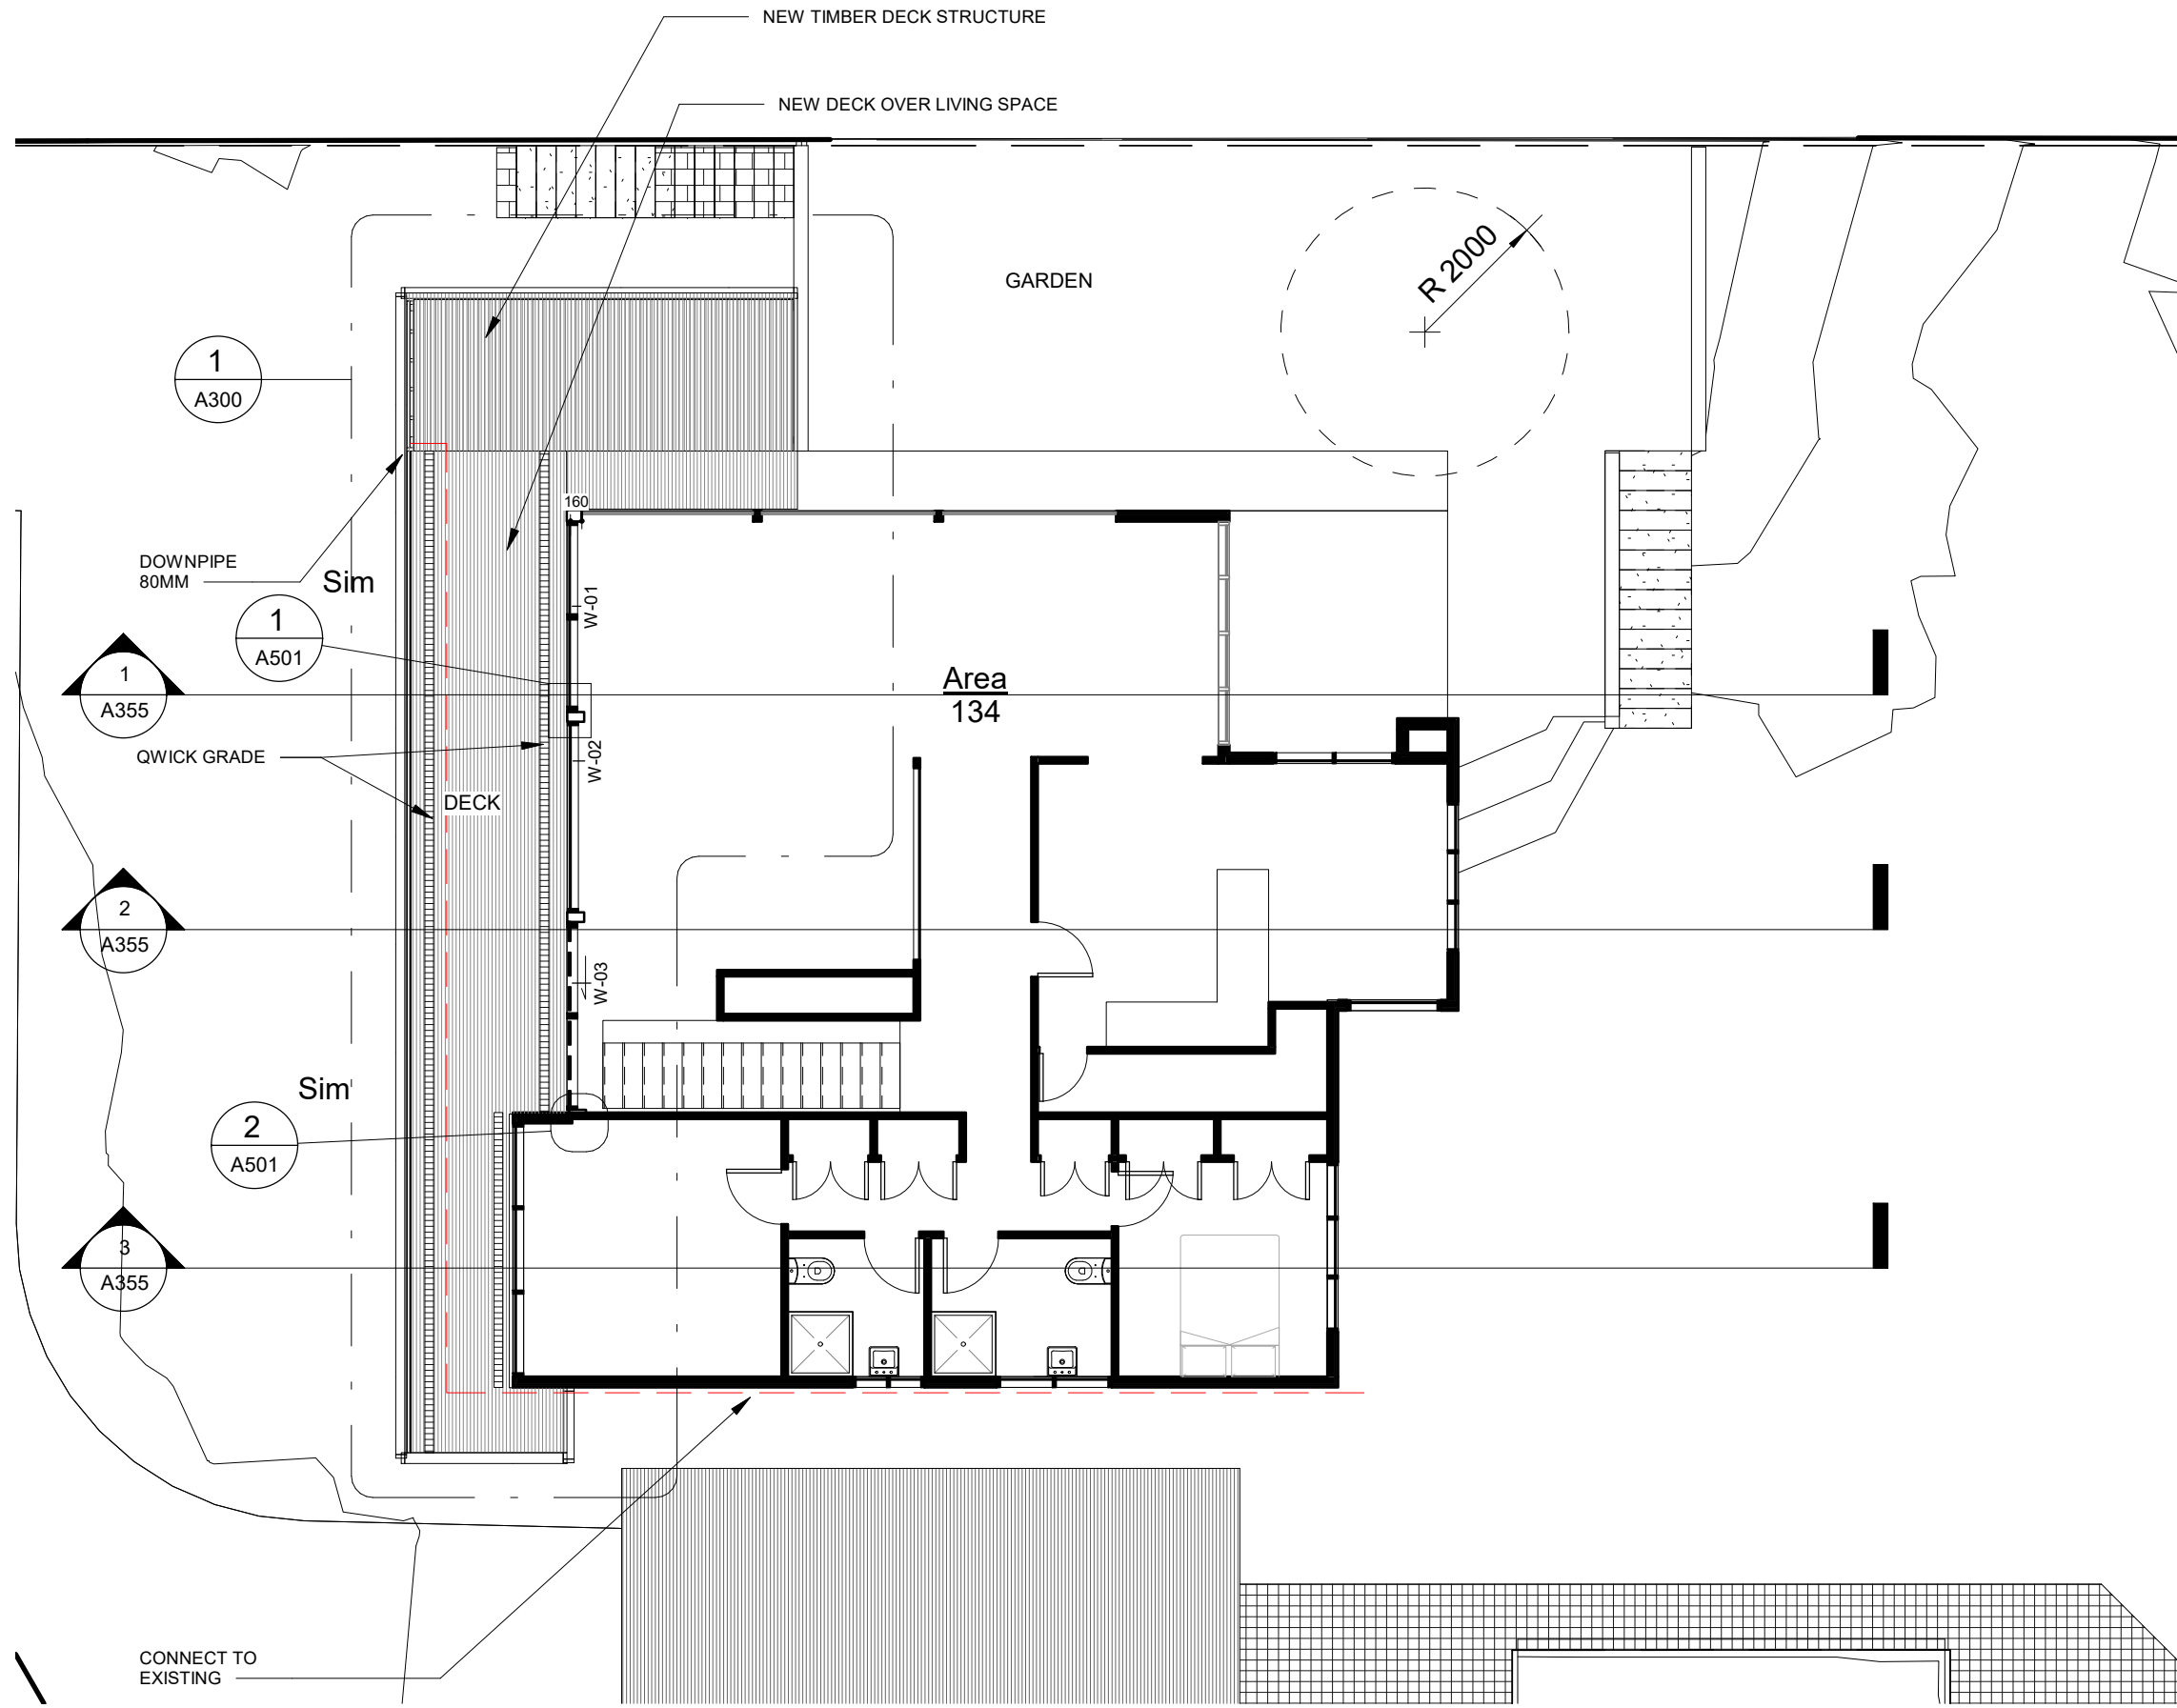 NEW TIMBER DECK STRUCTURE
NEW DECK OVER LIVING SPACE
GARDEN
R 2000
1
A300
160
DOWNPIPE
80MM
Sim
W-01
1
A501
1
A355
Area
134
QWICK GRADE
W-02
DECK
2
A355
W-03
Sim
2
A501
3
A355
CONNECT TO
EXISTING